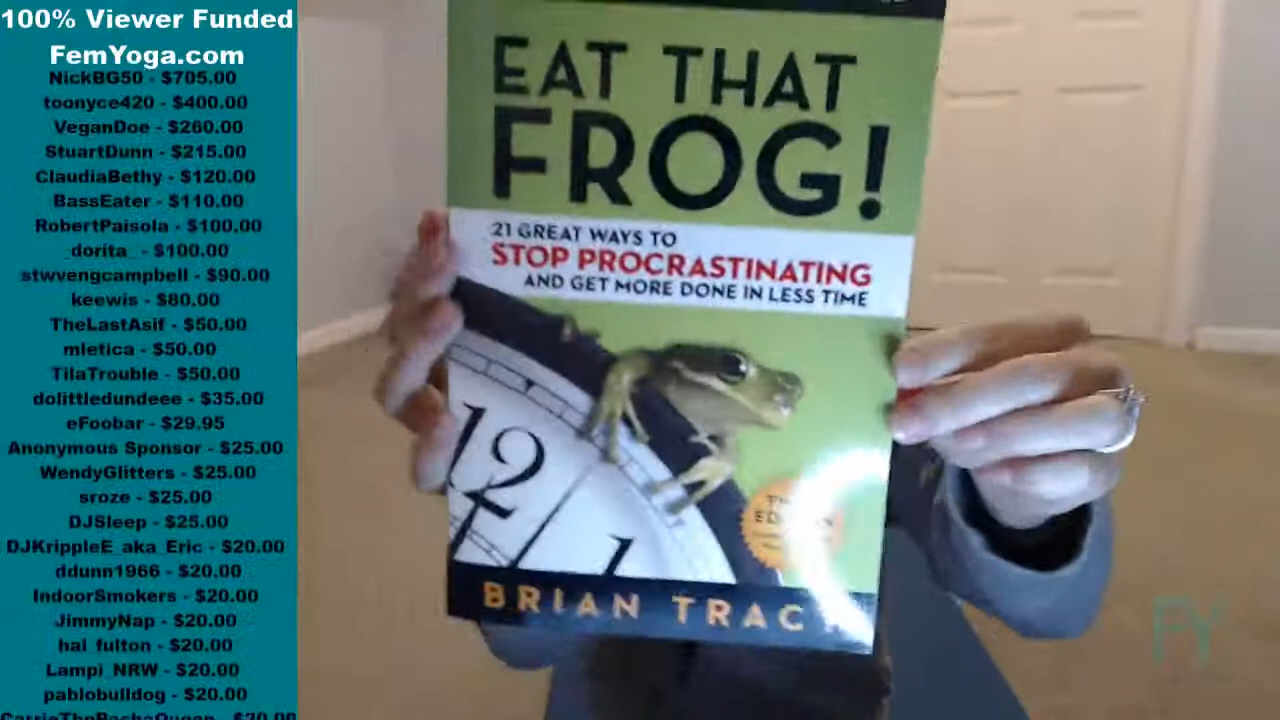 100% Viewer Funded
FemYoga.com
NickBG50 - $705.00
toonyce420 - $400.00
VeganDoe - $260.00
StuartDunn - $215.00
ClaudiaBethy - $120.00
BassEater - $110.00
RobertPaisola - $100.00
_dorita_ - $100.00
stwvengcampbell - $90.00
keewis - $80.00
TheLastAsif - $50.00
mletica - $50.00
TilaTrouble - $50.00
dolittledundeee - $35.00
eFoobar - $29.95
Anonymous Sponsor - $25.00
WendyGlitters - $25.00
sroze - $25.00
DJSleep - $25.00
DJKrippleE_aka_Eric - $20.00
ddunn1966 - $20.00
IndoorSmokers - $20.00
JimmyNap - $20.00
hal_fulton - $20.00
Lampi_NRW - $20.00
pablobulldog - $20.00
- $20.00
EAT THAT
FROG!
21 GREAT WAYS TO
STOP PROCRASTINATING
AND GET MORE DONE IN LESS TIME
12
1
BRIAN TRAC
FY